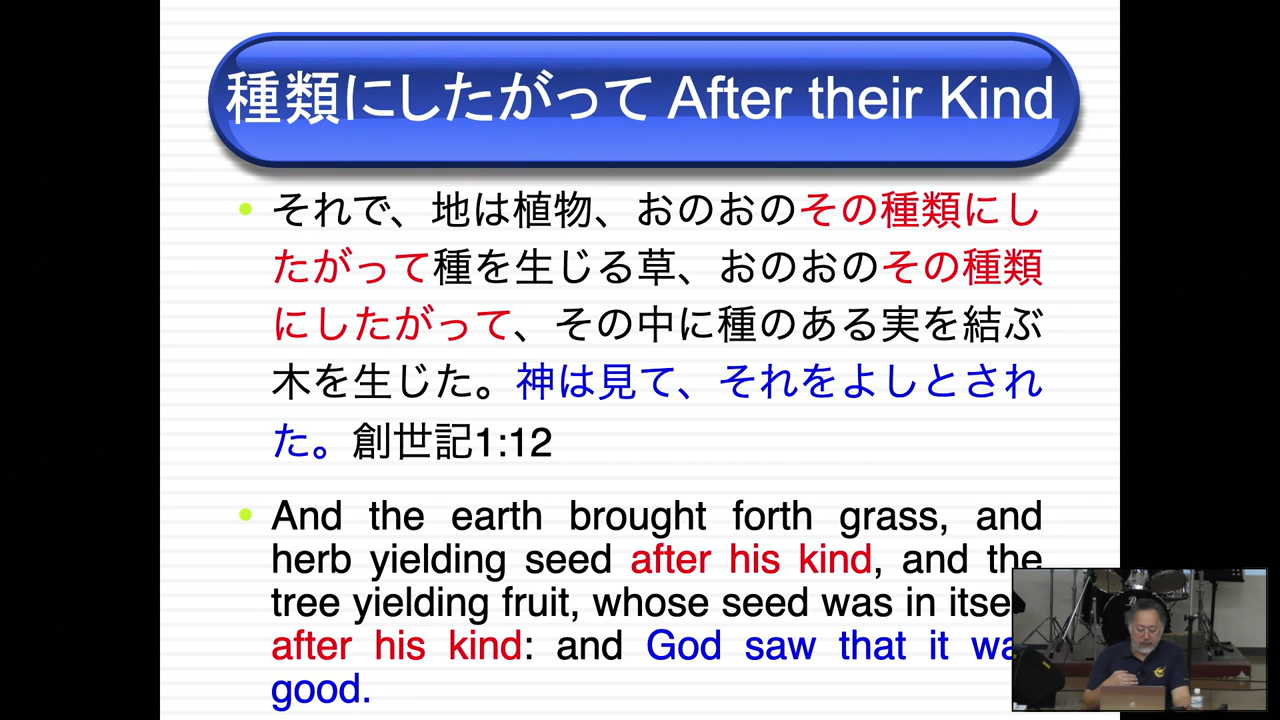 種類にしたがって After their Kind
それで、地は植物、おのおのその種類にし
たがって種を生じる草、おのおのその種類
にしたがって、その中に種のある実を結ぶ
木を生じた。神は見て、それをよしとされ
た。創世記1:12
And the earth brought forth grass, and
herb yielding seed after his kind, and the
tree yielding fruit, whose seed was in
after his kind: and God saw that it
good.